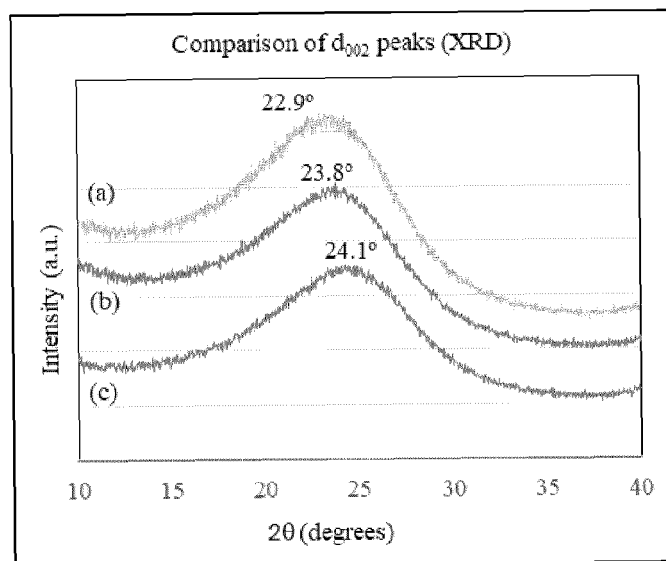 Comparison of d₀₀₂ peaks (XRD)
22.9°
(a)
23.8°
24.1°
(b)
(c)
Intensity (a.u.)
10 15 20 25 30 35 40
2θ (degrees)